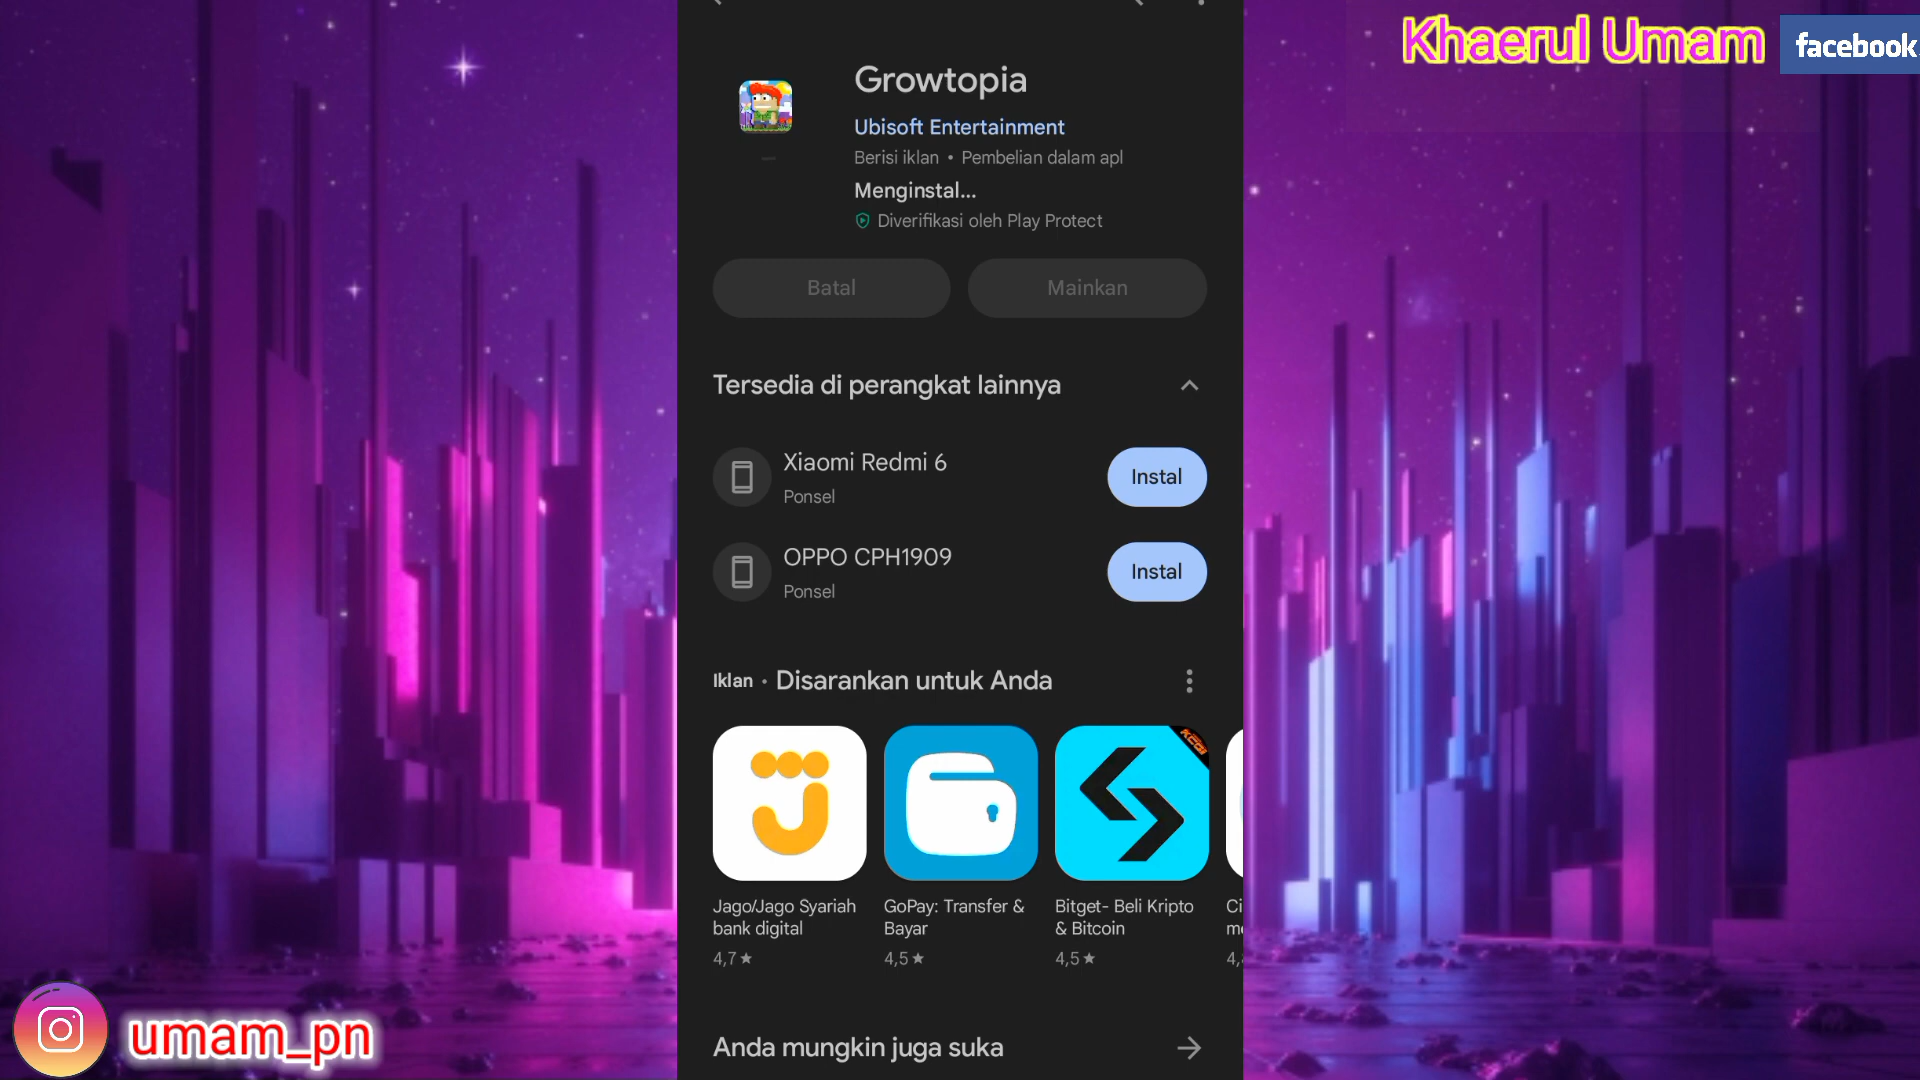 Khaerul Umam
facebook
Growtopia
Ubisoft Entertainment
Berisi iklan • Pembelian dalam apl
Menginstal...
Diverifikasi oleh Play Protect
Batal
Mainkan
Tersedia di perangkat lainnya
Xiaomi Redmi 6
Ponsel
Instal
OPPO CPH1909
Ponsel
Instal
Iklan • Disarankan untuk Anda
KCGI
Jago/Jago Syariah
bank digital
4,7★
GoPay: Transfer &
Bayar
4,5★
Bitget- Beli Kripto
& Bitcoin
4,5★
Anda mungkin juga suka
umam_pn